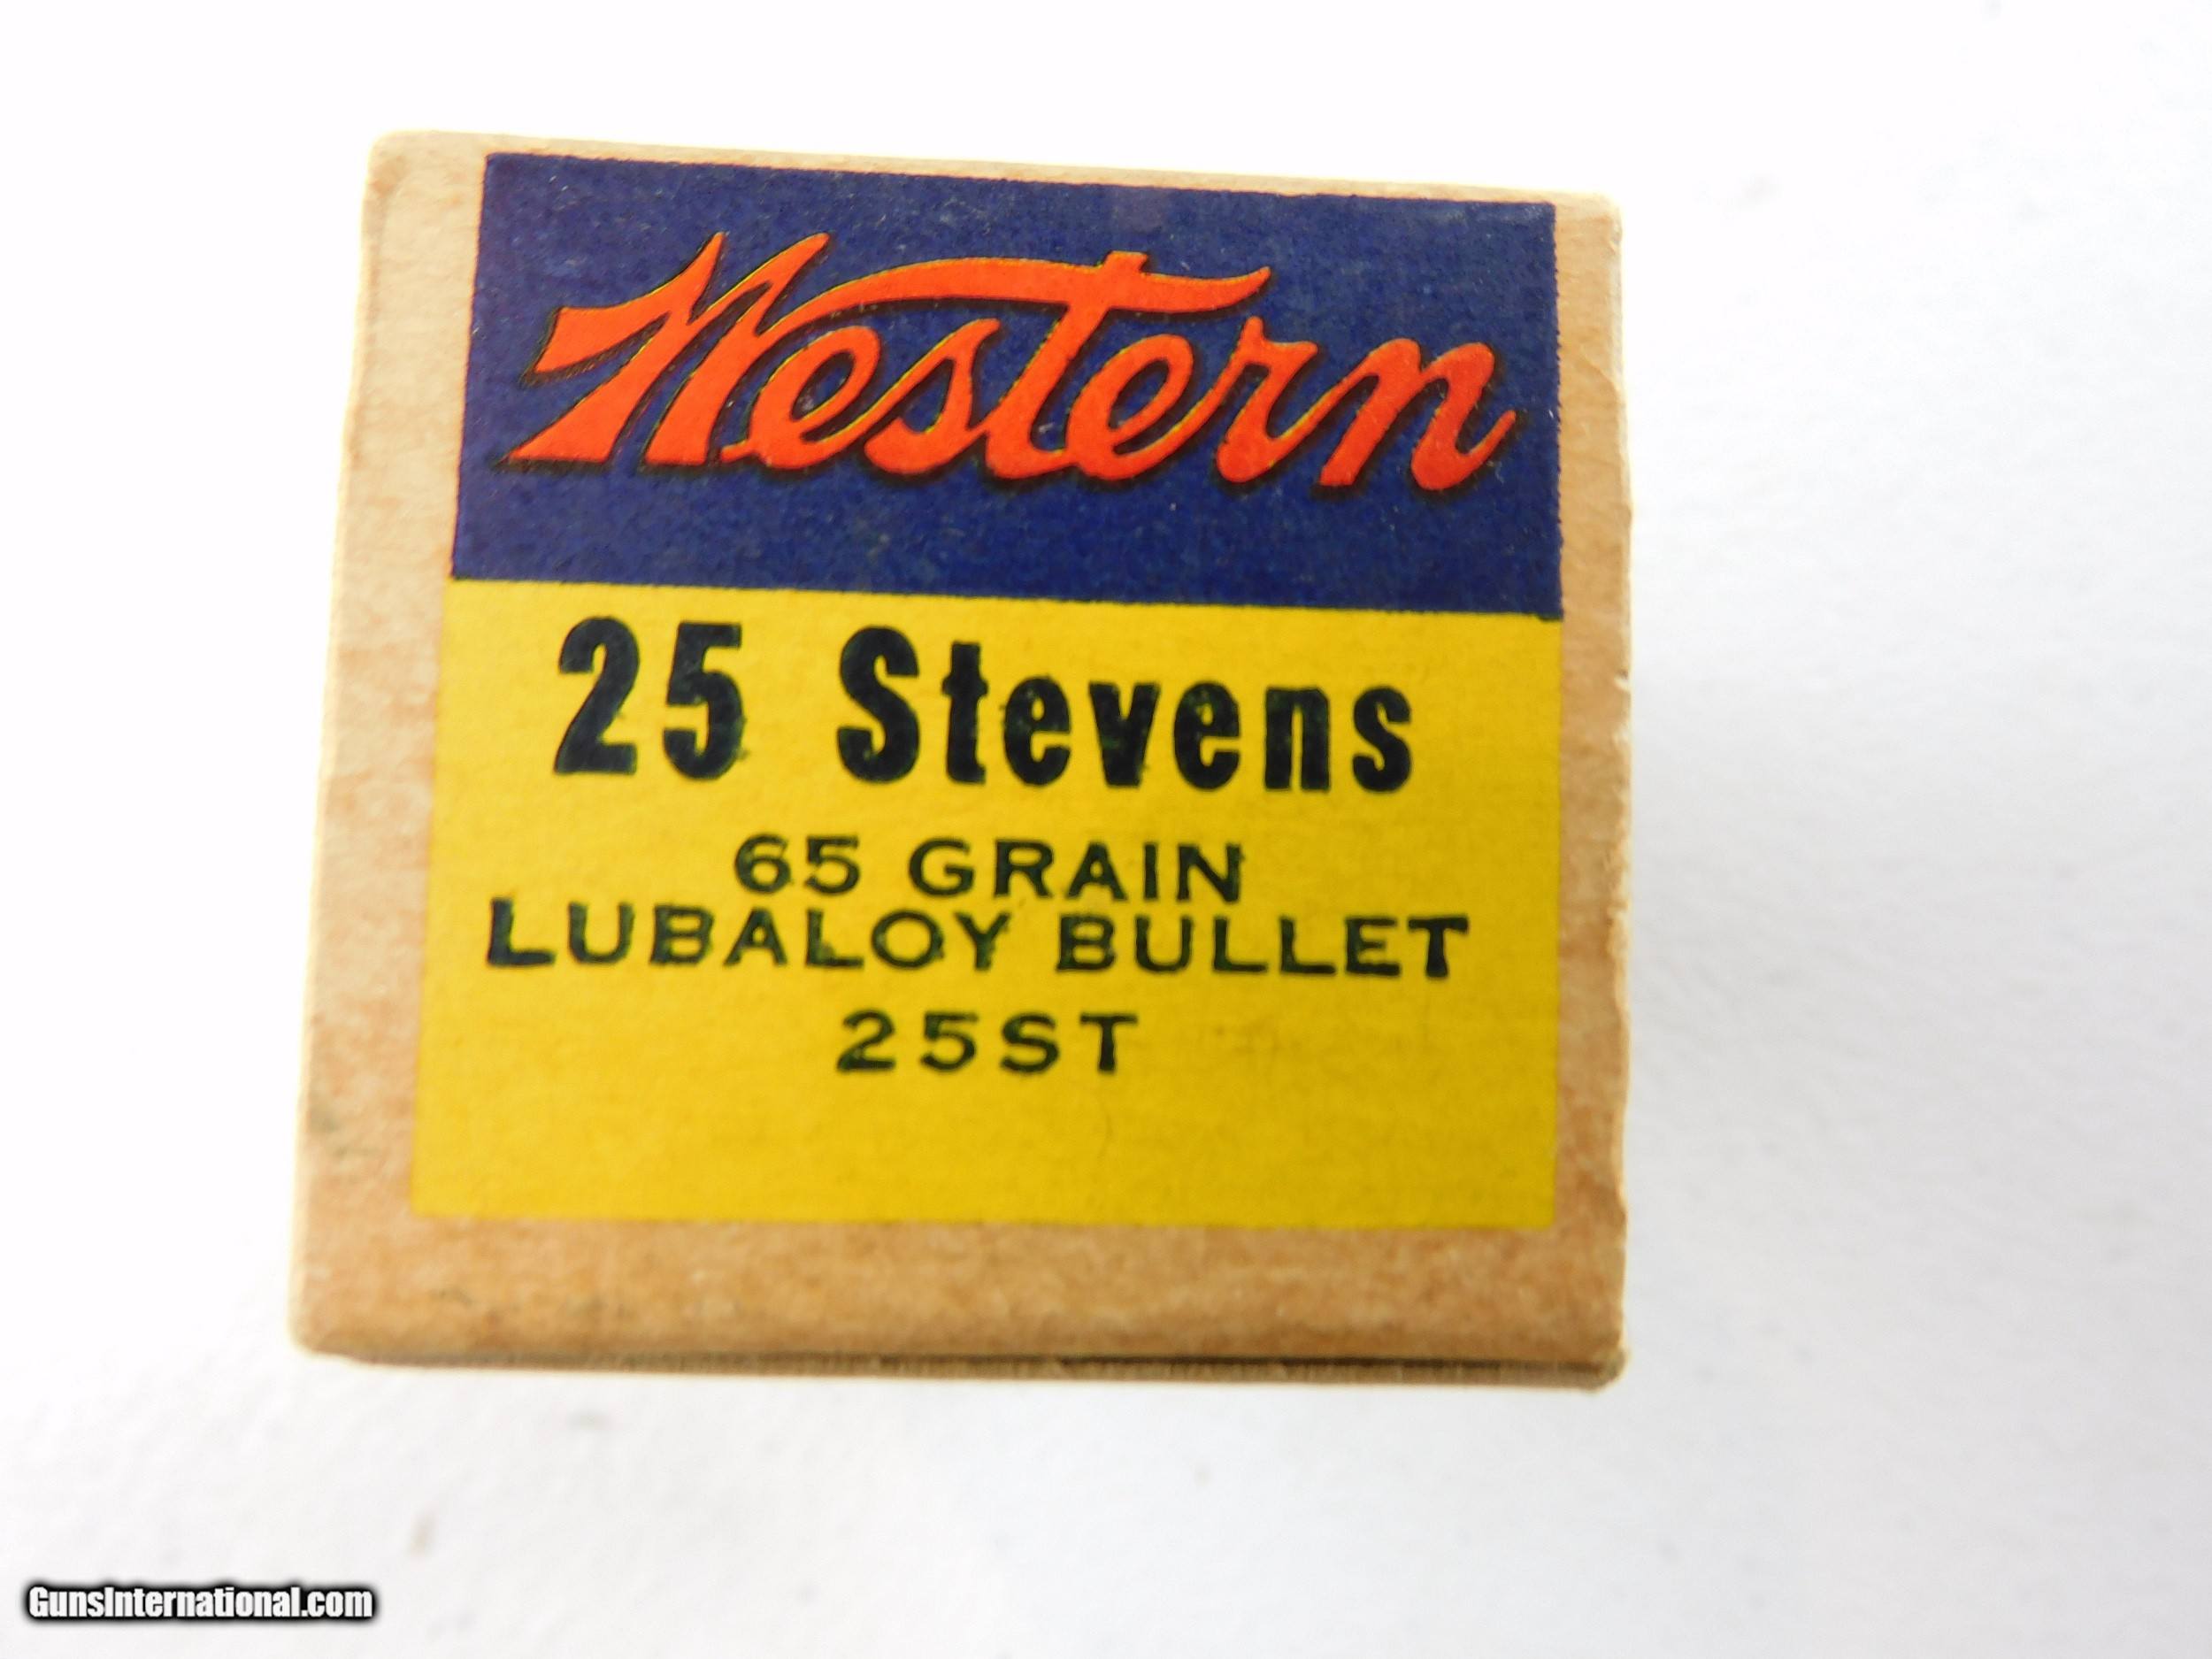 Western
25 Stevens
65 GRAIN
LUBALOY BULLET
25ST
GunsInternational.com